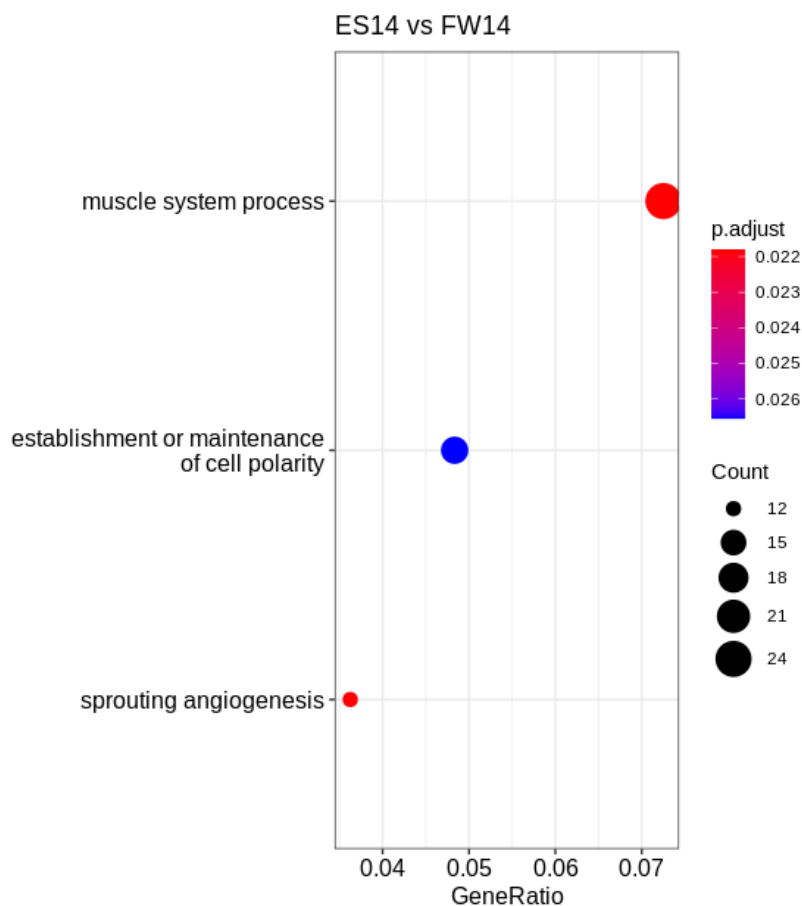 ES14 vs FW14
muscle system process
establishment or maintenance
of cell polarity
sprouting angiogenesis
0.04 0.05 0.06 0.07
GeneRatio
p.adjust
0.022
0.023
0.024
0.025
0.026
Count
12
15
18
21
24